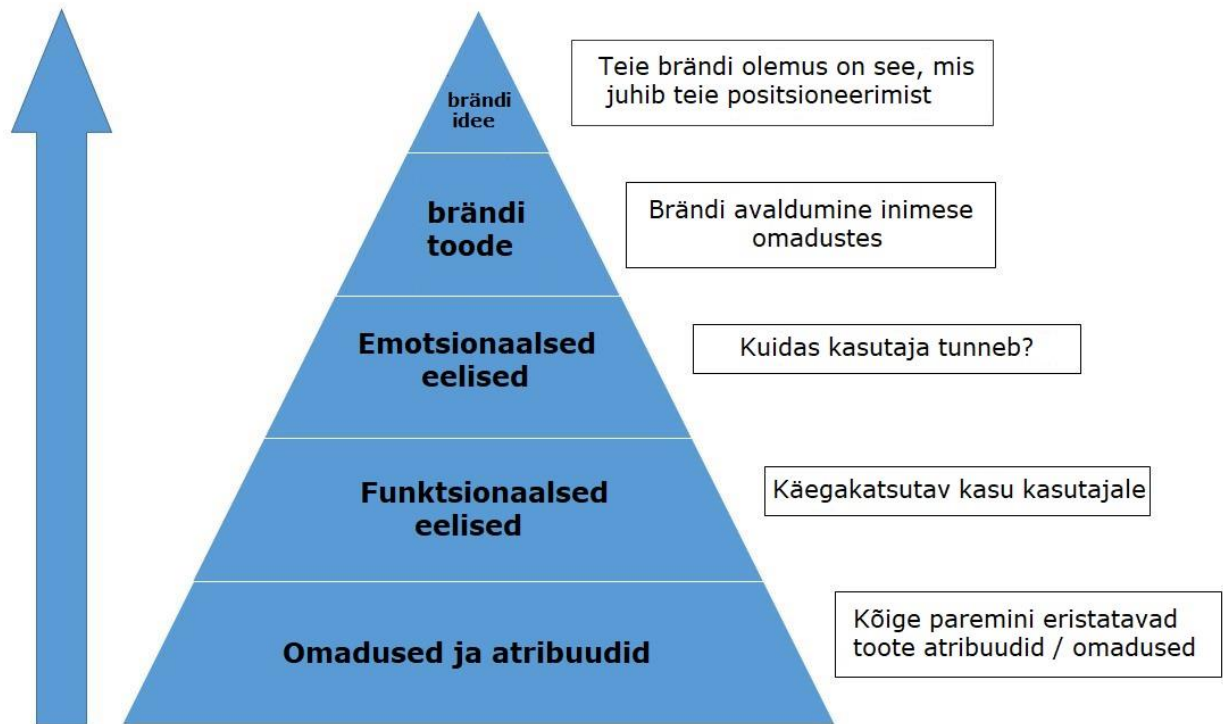 brändi
idee
Teie brändi olemus on see, mis
juhib teie positsioneerimist
brändi
toode
Brändi avaldumine inimese
omadustes
Emotsionaalsed
eelised
Kuidas kasutaja tunneb?
Funktsionaalsed
eelised
Käegakatsutav kasu kasutajale
Omadused ja atribuudid
Kõige paremini eristatavad
toote atribuudid / omadused